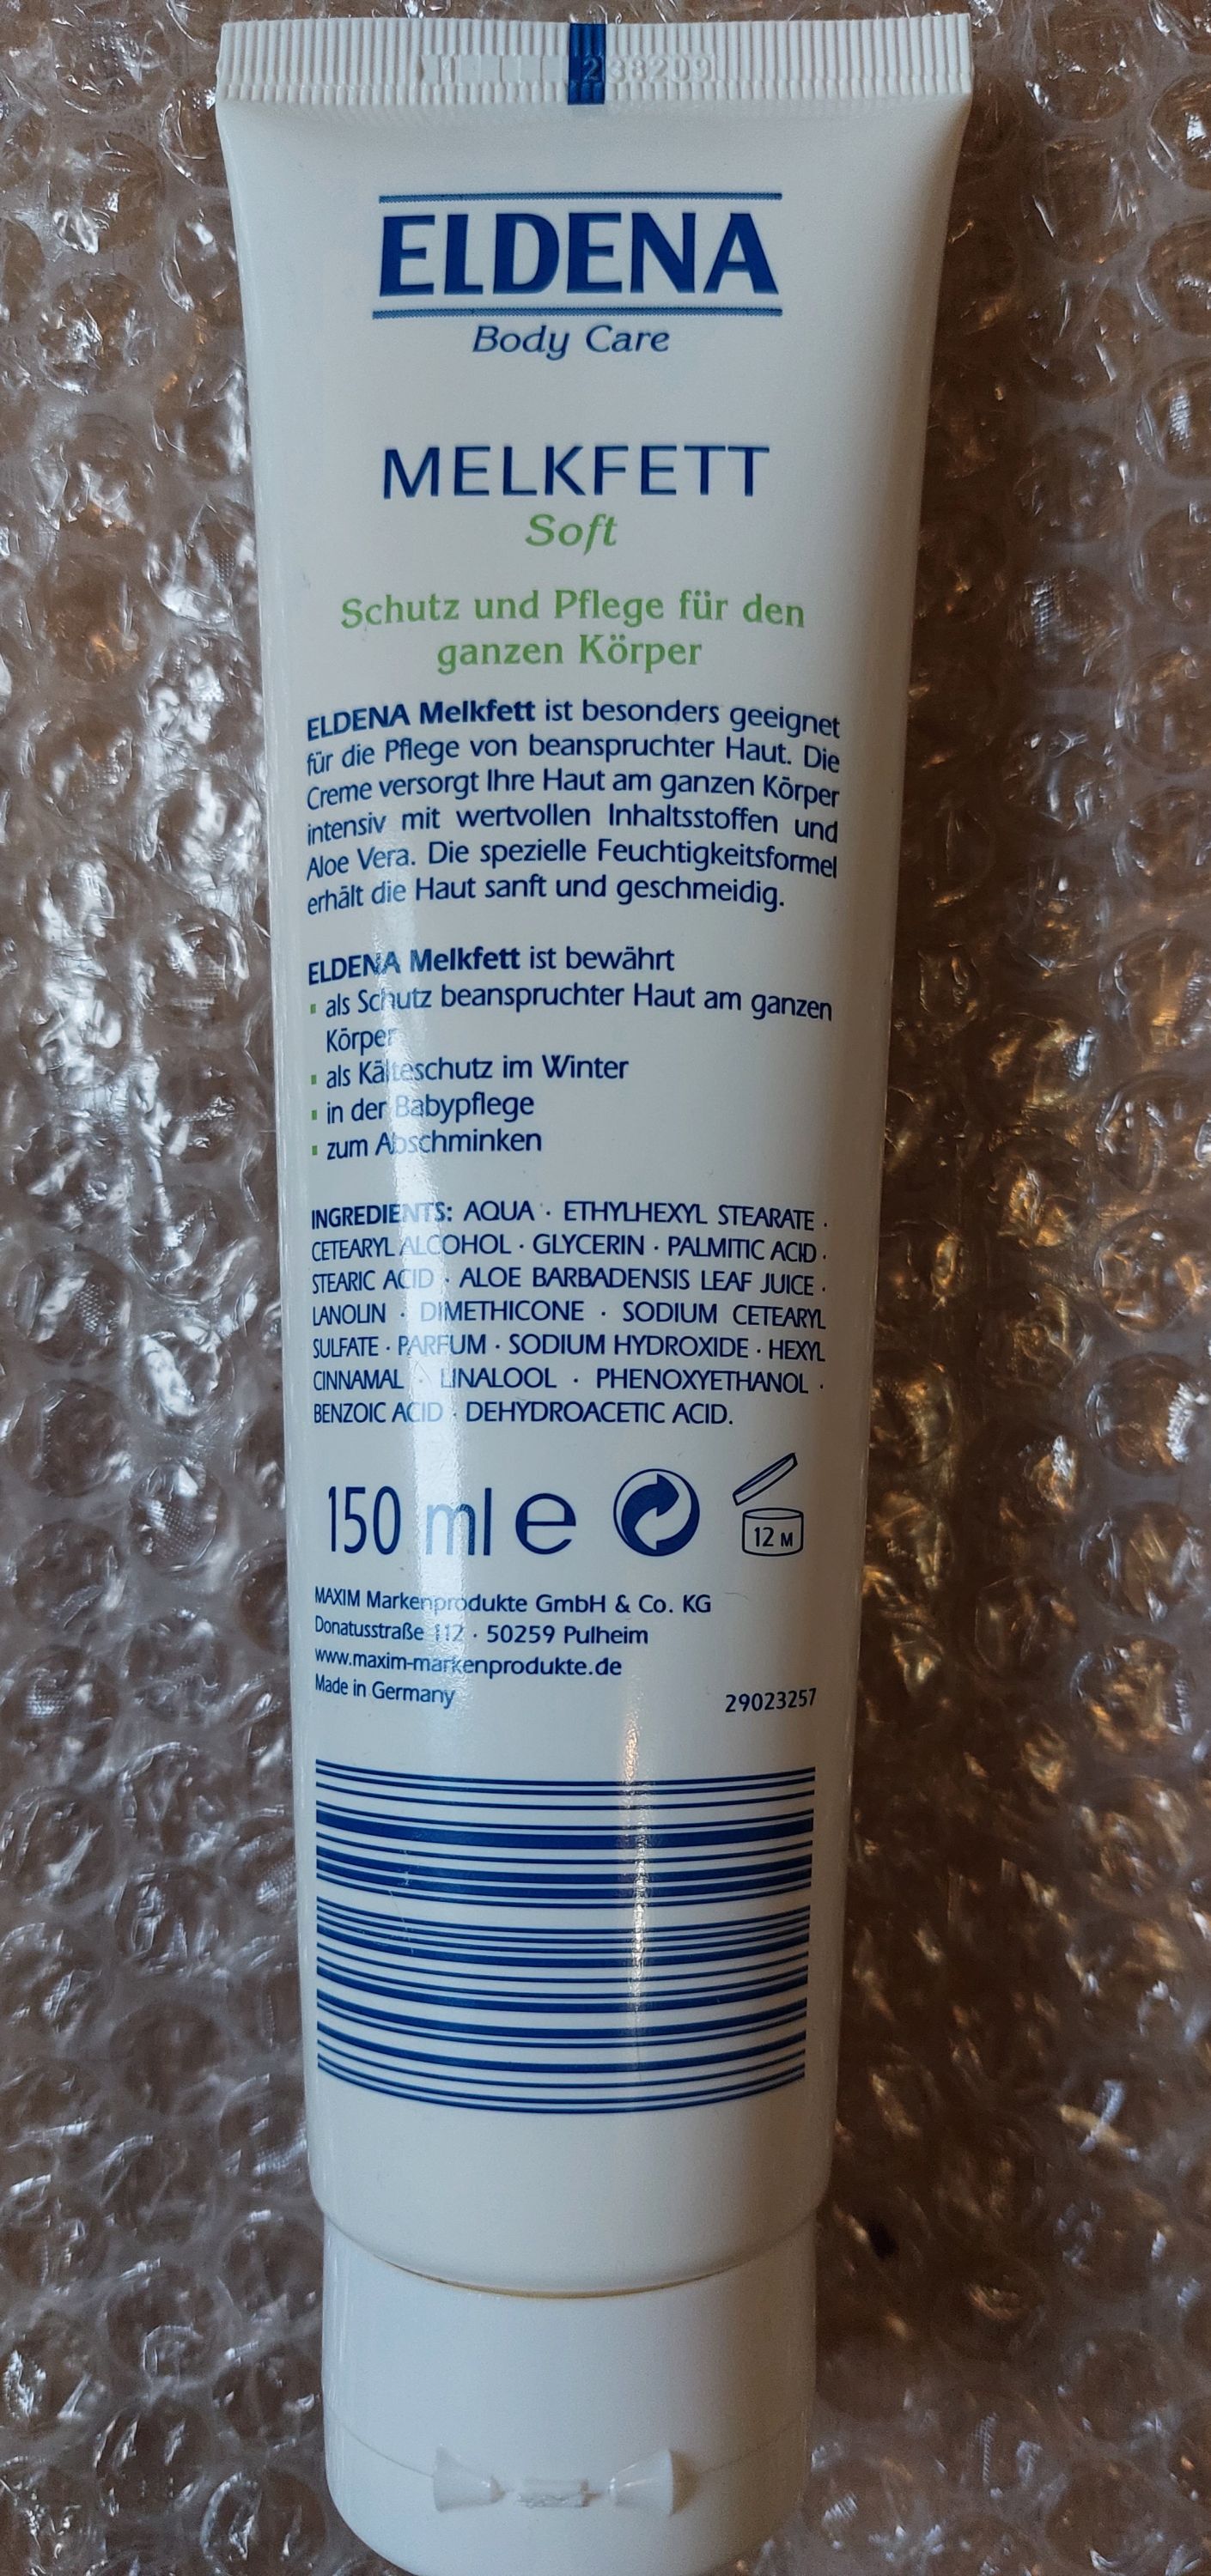 238209
ELDENA
Body Care
MELKFETT
Soft
Schutz und Pflege für den
ganzen Körper
ELDENA Melkfett ist besonders geeignet
für die Pflege von beanspruchter Haut. Die
Creme versorgt Ihre Haut am ganzen Körper
intensiv mit wertvollen Inhaltsstoffen und
Aloe Vera. Die spezielle Feuchtigkeitsformel
erhält die Haut sanft und geschmeidig.
ELDENA Melkfett ist bewährt
▪ als Schutz beanspruchter Haut am ganzen
Körper
▪ als Kälteschutz im Winter
▪ in der Babypflege
▪ zum Abschminken
INGREDIENTS: AQUA · ETHYLHEXYL STEARATE ·
CETEARYL ALCOHOL · GLYCERIN · PALMITIC ACID ·
STEARIC ACID · ALOE BARBADENSIS LEAF JUICE ·
LANOLIN · DIMETHICONE · SODIUM CETEARYL
SULFATE · PARFUM · SODIUM HYDROXIDE · HEXYL
CINNAMAL · LINALOOL · PHENOXYETHANOL ·
BENZOIC ACID · DEHYDROACETIC ACID.
150 ml e
12 M
MAXIM Markenprodukte GmbH & Co. KG
Donatusstraße 112 · 50259 Pulheim
www.maxim-markenprodukte.de
Made in Germany
29023257